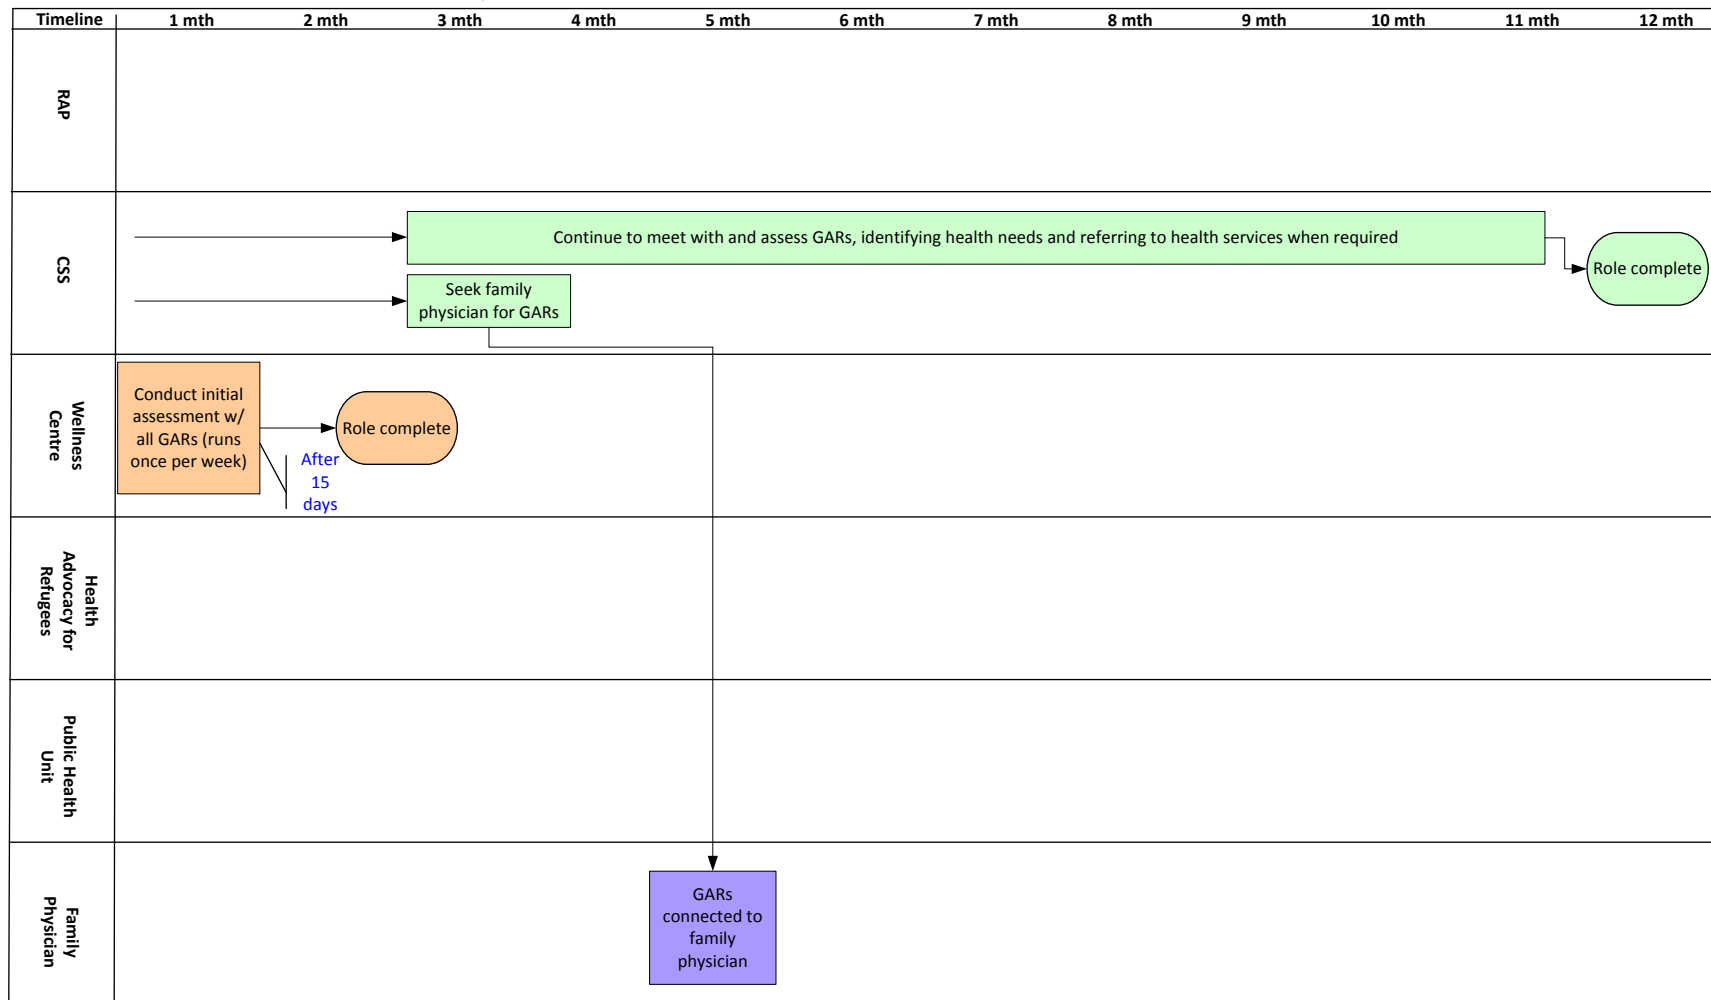 Timeline 1 mth 2 mth 3 mth 4 mth 5 mth 6 mth 7 mth 8 mth 9 mth 10 mth 11 mth 12 mth
RAP
CSS
Continue to meet with and assess GARs, identifying health needs and referring to health services when required
Role complete
Seek family
physician for GARs
Wellness
Centre
Conduct initial
assessment w/
all GARs (runs
once per week)
Role complete
After
15
days
Health
Advocacy for
Refugees
Public Health
Unit
Family
Physician
GARs
connected to
family
physician